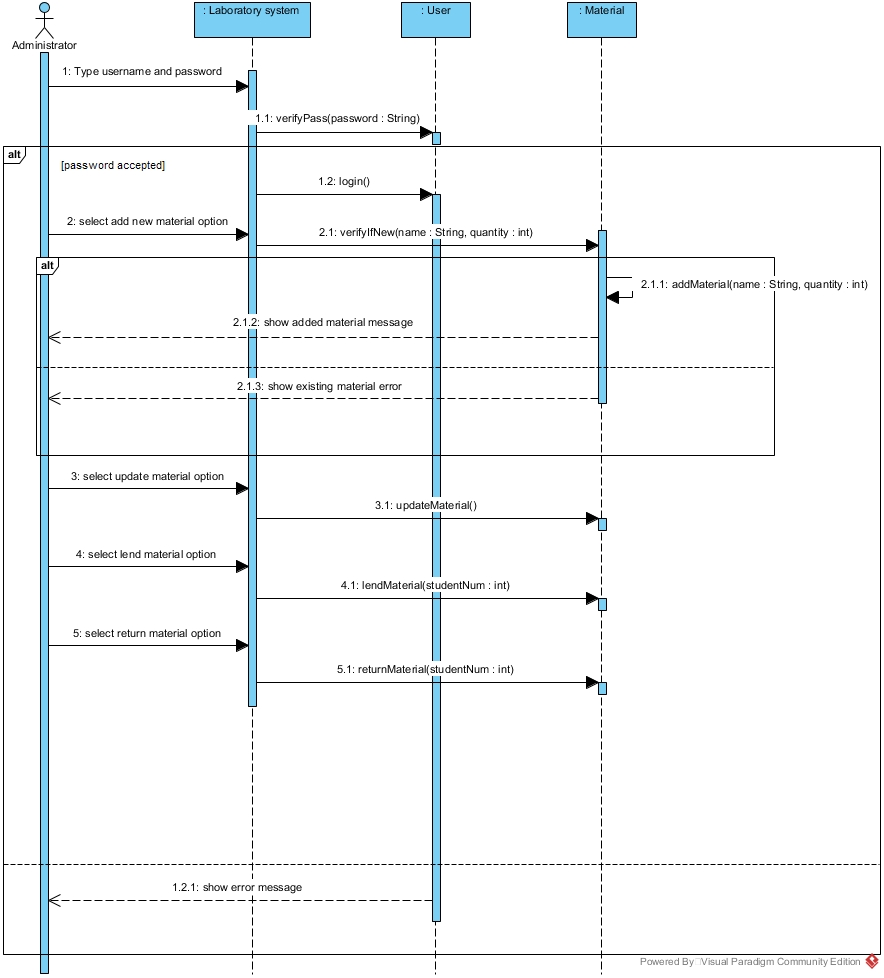 : Laboratory system
: User
: Material
Administrator
1: Type username and password
1.1: verifyPass(password : String)
alt
[password accepted]
1.2: login()
2: select add new material option
2.1: verifyIfNew(name : String, quantity : int)
alt
2.1.1: addMaterial(name : String, quantity : int)
2.1.2: show added material message
2.1.3: show existing material error
3: select update material option
3.1: updateMaterial()
4: select lend material option
4.1: lendMaterial(studentNum : int)
5: select return material option
5.1: returnMaterial(studentNum : int)
1.2.1: show error message
Powered By Visual Paradigm Community Edition